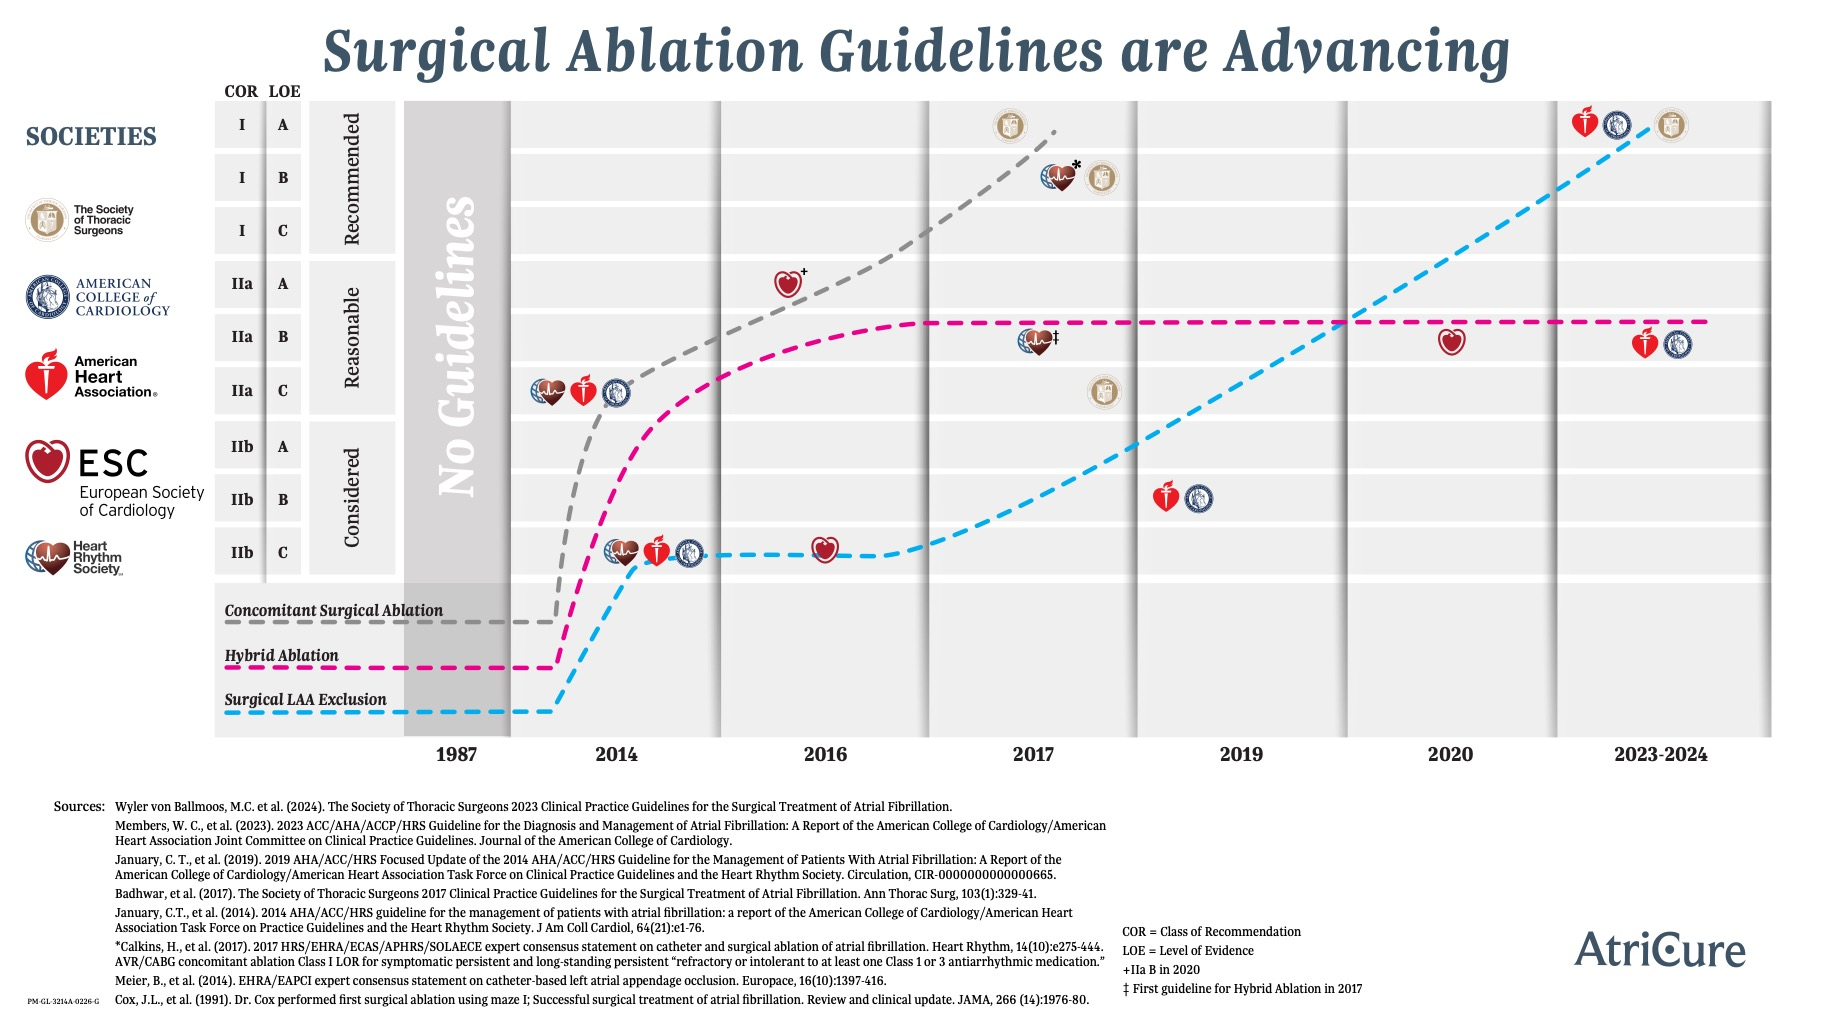 Surgical Ablation Guidelines are Advancing
COR LOE
SOCIETIES
The Society
of Thoracic
Surgeons
AMERICAN
COLLEGE of
CARDIOLOGY
American
Heart
Association®
ESC
European Society
of Cardiology
Heart
Rhythm
Society
I A
I B
I C
IIa A
IIa B
IIa C
IIb A
IIb B
IIb C
Recommended
Reasonable
Considered
No Guidelines
*
+
‡
Concomitant Surgical Ablation
Hybrid Ablation
Surgical LAA Exclusion
1987 2014 2016 2017 2019 2020 2023-2024
Sources: Wyler von Ballmoos, M.C. et al. (2024). The Society of Thoracic Surgeons 2023 Clinical Practice Guidelines for the Surgical Treatment of Atrial Fibrillation.
Members, W. C., et al. (2023). 2023 ACC/AHA/ACCP/HRS Guideline for the Diagnosis and Management of Atrial Fibrillation: A Report of the American College of Cardiology/American
Heart Association Joint Committee on Clinical Practice Guidelines. Journal of the American College of Cardiology.
January, C. T., et al. (2019). 2019 AHA/ACC/HRS Focused Update of the 2014 AHA/ACC/HRS Guideline for the Management of Patients With Atrial Fibrillation: A Report of the
American College of Cardiology/American Heart Association Task Force on Clinical Practice Guidelines and the Heart Rhythm Society. Circulation, CIR-0000000000000665.
Badhwar, et al. (2017). The Society of Thoracic Surgeons 2017 Clinical Practice Guidelines for the Surgical Treatment of Atrial Fibrillation. Ann Thorac Surg, 103(1):329-41.
January, C.T., et al. (2014). 2014 AHA/ACC/HRS guideline for the management of patients with atrial fibrillation: a report of the American College of Cardiology/American Heart
Association Task Force on Practice Guidelines and the Heart Rhythm Society. J Am Coll Cardiol, 64(21):e1-76.
*Calkins, H., et al. (2017). 2017 HRS/EHRA/ECAS/APHRS/SOLAECE expert consensus statement on catheter and surgical ablation of atrial fibrillation. Heart Rhythm, 14(10):e275-444.
AVR/CABG concomitant ablation Class I LOR for symptomatic persistent and long-standing persistent “refractory or intolerant to at least one Class 1 or 3 antiarrhythmic medication.”
Meier, B., et al. (2014). EHRA/EAPCI expert consensus statement on catheter-based left atrial appendage occlusion. Europace, 16(10):1397-416.
Cox, J.L., et al. (1991). Dr. Cox performed first surgical ablation using maze I; Successful surgical treatment of atrial fibrillation. Review and clinical update. JAMA, 266 (14):1976-80.
PM-GL-3214A-0226-G
COR = Class of Recommendation
LOE = Level of Evidence
+IIa B in 2020
‡ First guideline for Hybrid Ablation in 2017
AtriCure